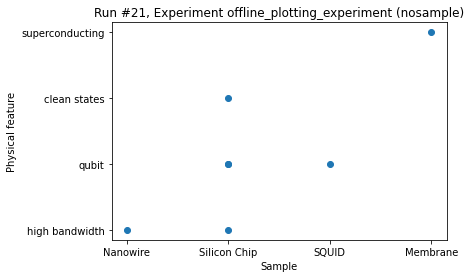 Run #21, Experiment offline_plotting_experiment (nosample)
superconducting
clean states
qubit
high bandwidth
Physical feature
Nanowire
Silicon Chip
SQUID
Membrane
Sample